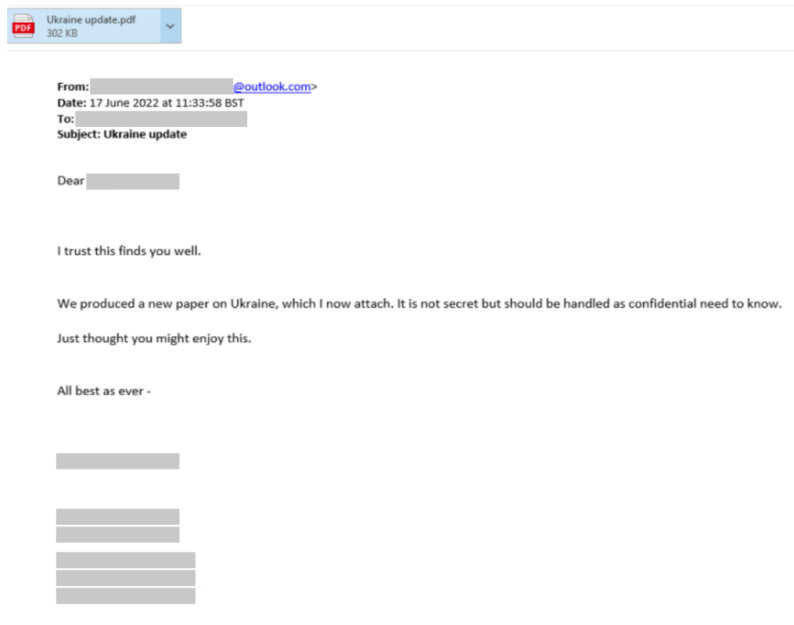 Ukraine update.pdf
PDF
302 KB
From: @outlook.com>
Date: 17 June 2022 at 11:33:58 BST
To:
Subject: Ukraine update
Dear
I trust this finds you well.
We produced a new paper on Ukraine, which I now attach. It is not secret but should be handled as confidential need to know.
Just thought you might enjoy this.
All best as ever -